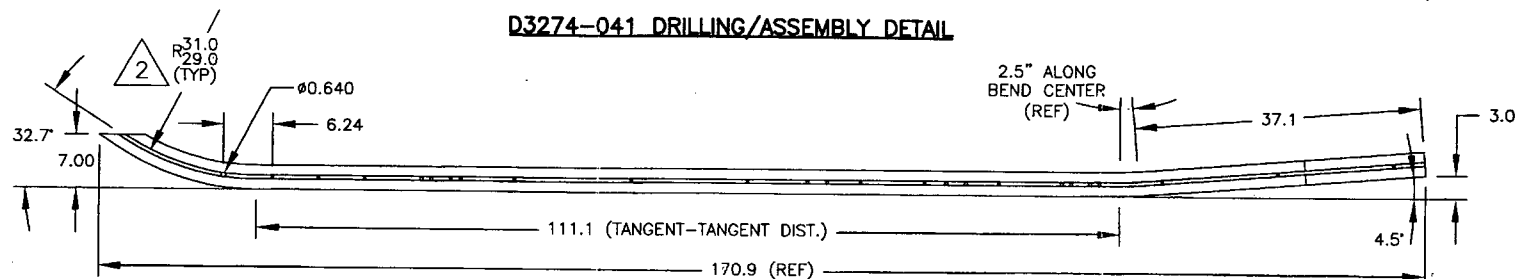 D3274-041 DRILLING/ASSEMBLY DETAIL
2
R31.0
29.0
(TYP)
Ø0.640
2.5" ALONG
BEND CENTER
(REF)
37.1
3.0
32.7°
6.24
7.00
111.1 (TANGENT-TANGENT DIST.)
4.5°
170.9 (REF)